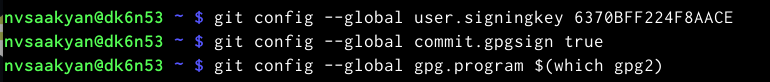 nvsaakyan@dk6n53 ~ $ git config --global user.signingkey 6370BFF224F8AACE
nvsaakyan@dk6n53 ~ $ git config --global commit.gpgsign true
nvsaakyan@dk6n53 ~ $ git config --global gpg.program $(which gpg2)